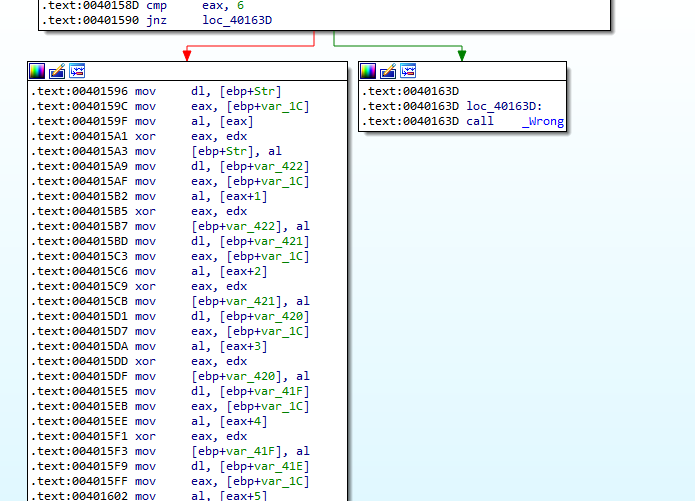 .text:0040158D cmp     eax, 6
.text:00401590 jnz     loc_40163D
.text:00401596 mov     dl, [ebp+Str]
.text:0040159C mov     eax, [ebp+var_1C]
.text:0040159F mov     al, [eax]
.text:004015A1 xor     eax, edx
.text:004015A3 mov     [ebp+Str], al
.text:004015A9 mov     dl, [ebp+var_422]
.text:004015AF mov     eax, [ebp+var_1C]
.text:004015B2 mov     al, [eax+1]
.text:004015B5 xor     eax, edx
.text:004015B7 mov     [ebp+var_422], al
.text:004015BD mov     dl, [ebp+var_421]
.text:004015C3 mov     eax, [ebp+var_1C]
.text:004015C6 mov     al, [eax+2]
.text:004015C9 xor     eax, edx
.text:004015CB mov     [ebp+var_421], al
.text:004015D1 mov     dl, [ebp+var_420]
.text:004015D7 mov     eax, [ebp+var_1C]
.text:004015DA mov     al, [eax+3]
.text:004015DD xor     eax, edx
.text:004015DF mov     [ebp+var_420], al
.text:004015E5 mov     dl, [ebp+var_41F]
.text:004015EB mov     eax, [ebp+var_1C]
.text:004015EE mov     al, [eax+4]
.text:004015F1 xor     eax, edx
.text:004015F3 mov     [ebp+var_41F], al
.text:004015F9 mov     dl, [ebp+var_41E]
.text:004015FF mov     eax, [ebp+var_1C]
.text:00401602 mov     al, [eax+5]
.text:0040163D
.text:0040163D loc_40163D:
.text:0040163D call    _Wrong